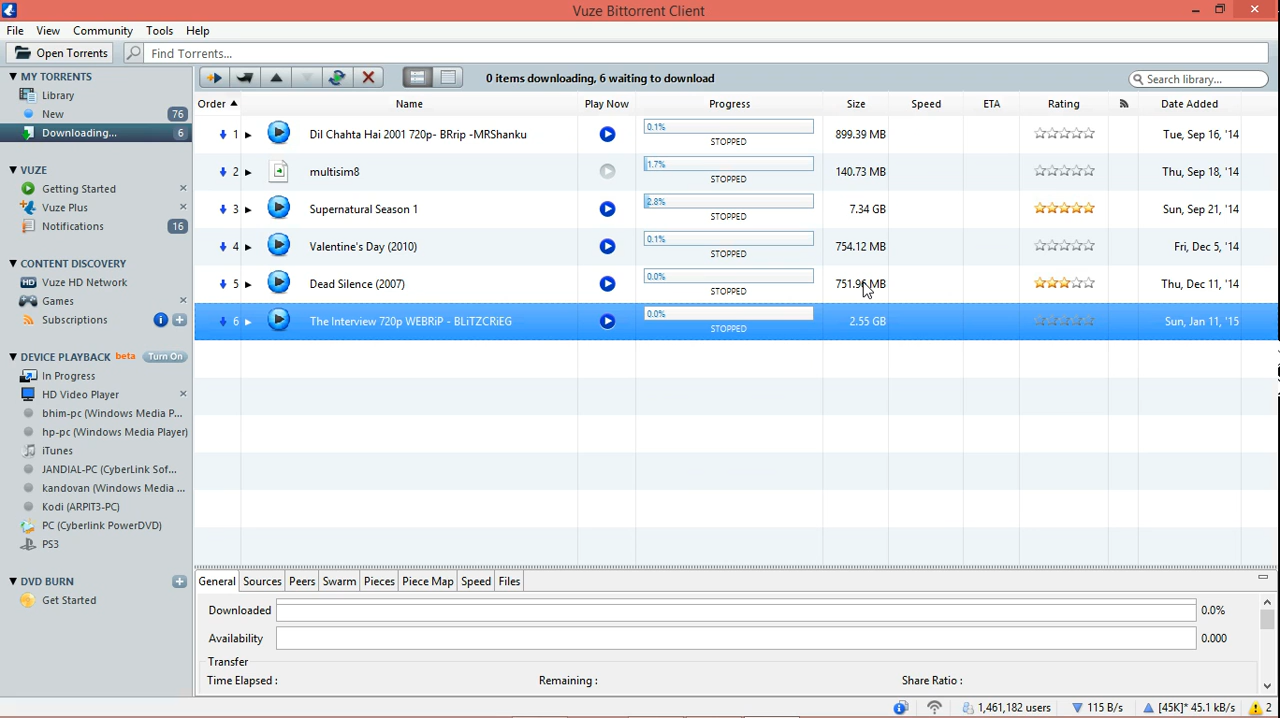 Vuze Bittorrent Client
File View Community Tools Help
Open Torrents Find Torrents...
MY TORRENTS
Library
New 76
Downloading... 6
VUZE
Getting Started
Vuze Plus
Notifications 16
CONTENT DISCOVERY
HD Vuze HD Network
Games
Subscriptions
DEVICE PLAYBACK beta Turn On
In Progress
HD Video Player
bhim-pc (Windows Media P...
hp-pc (Windows Media Player)
iTunes
JANDIAL-PC (CyberLink Sof...
kandovan (Windows Media ...
Kodi (ARPIT3-PC)
PC (Cyberlink PowerDVD)
PS3
DVD BURN
Get Started
0 items downloading, 6 waiting to download
Search library...
Order Name Play Now Progress Size Speed ETA Rating Date Added
1 Dil Chahta Hai 2001 720p- BRrip -MRShanku 0.1% STOPPED 899.39 MB Tue, Sep 16, '14
2 multisim8 1.7% STOPPED 140.73 MB Thu, Sep 18, '14
3 Supernatural Season 1 2.8% STOPPED 7.34 GB Sun, Sep 21, '14
4 Valentine's Day (2010) 0.1% STOPPED 754.12 MB Fri, Dec 5, '14
5 Dead Silence (2007) 0.0% STOPPED MB Thu, Dec 11, '14
6 The Interview 720p WEBRiP - BLiTZCRiEG 0.0% STOPPED 2.55 GB Sun, Jan 11, '15
General Sources Peers Swarm Pieces Piece Map Speed Files
Downloaded 0.0%
Availability 0.000
Transfer
Time Elapsed : Remaining : Share Ratio :
1,461,182 users 115 B/s [45K]* 45.1 kB/s 2